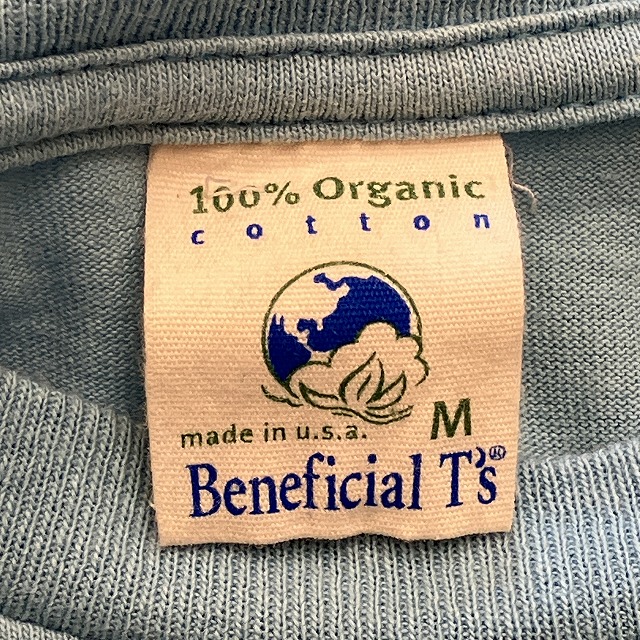 100% Organic
cotton
made in u.s.a.
M
Beneficial T's®